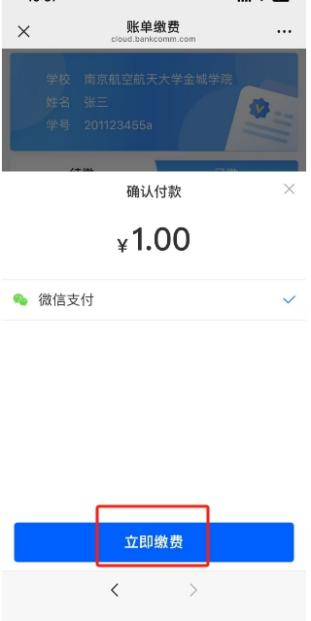 账单缴费
cloud.bankcomm.com
学校 南京航空航天大学金城学院
姓名 张三
学号 201123455a
确认付款
¥1.00
微信支付
立即缴费